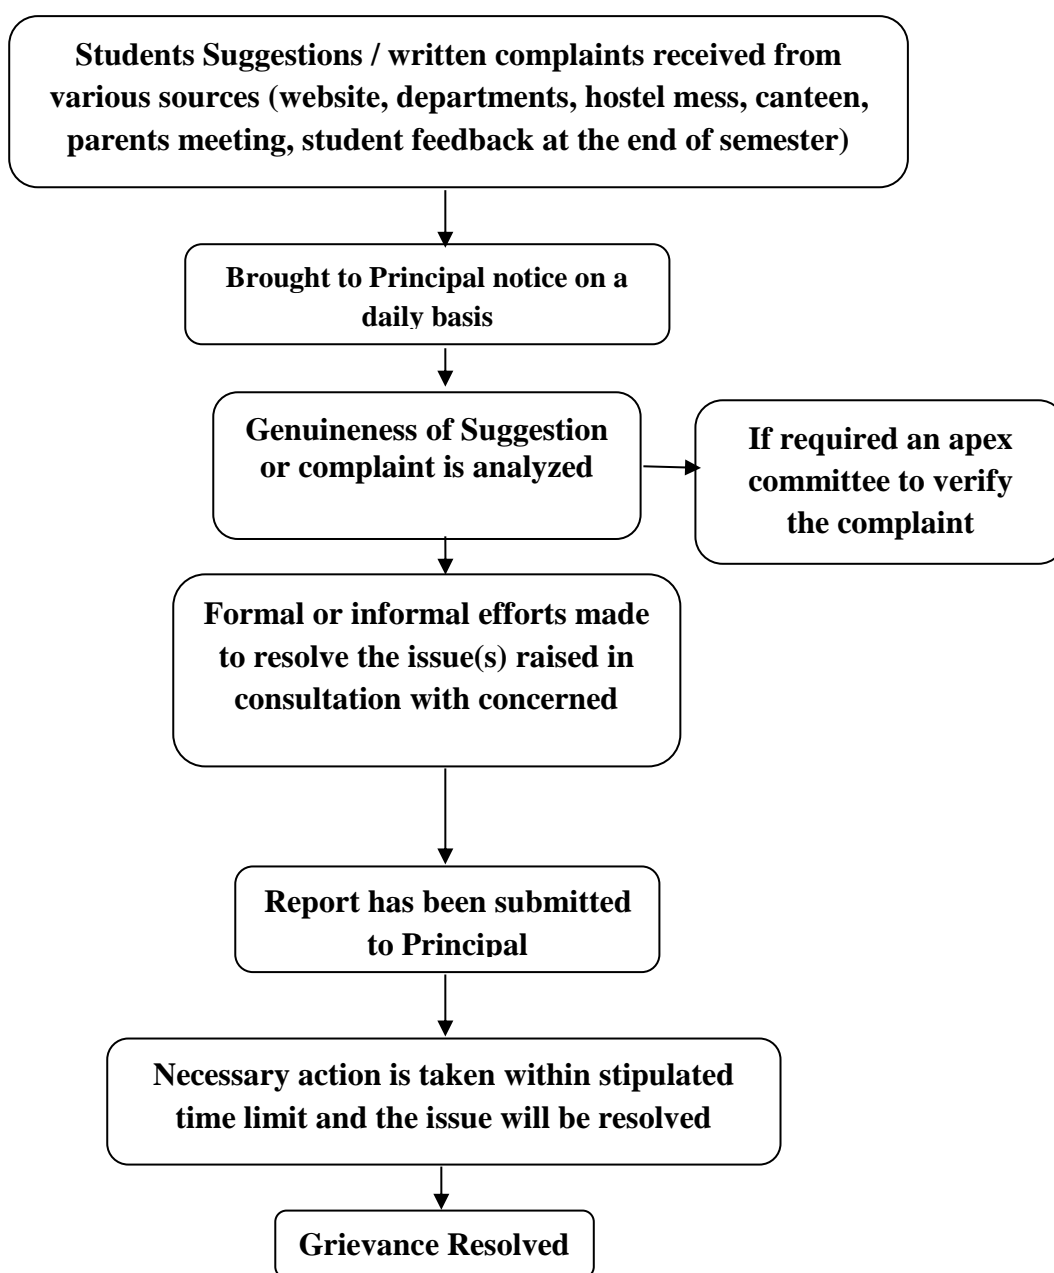 Students Suggestions / written complaints received from
various sources (website, departments, hostel mess, canteen,
parents meeting, student feedback at the end of semester)
Brought to Principal notice on a
daily basis
Genuineness of Suggestion
or complaint is analyzed
If required an apex
committee to verify
the complaint
Formal or informal efforts made
to resolve the issue(s) raised in
consultation with concerned
Report has been submitted
to Principal
Necessary action is taken within stipulated
time limit and the issue will be resolved
Grievance Resolved